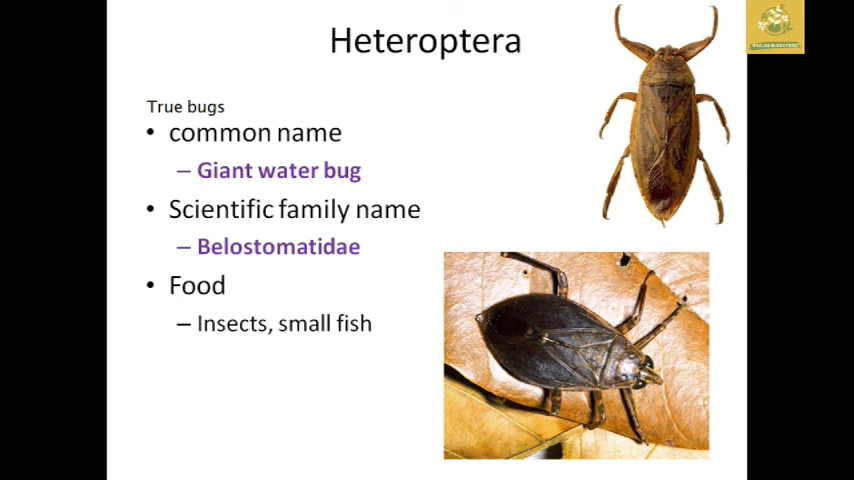 Heteroptera
True bugs
• common name
– Giant water bug
• Scientific family name
– Belostomatidae
• Food
– Insects, small fish